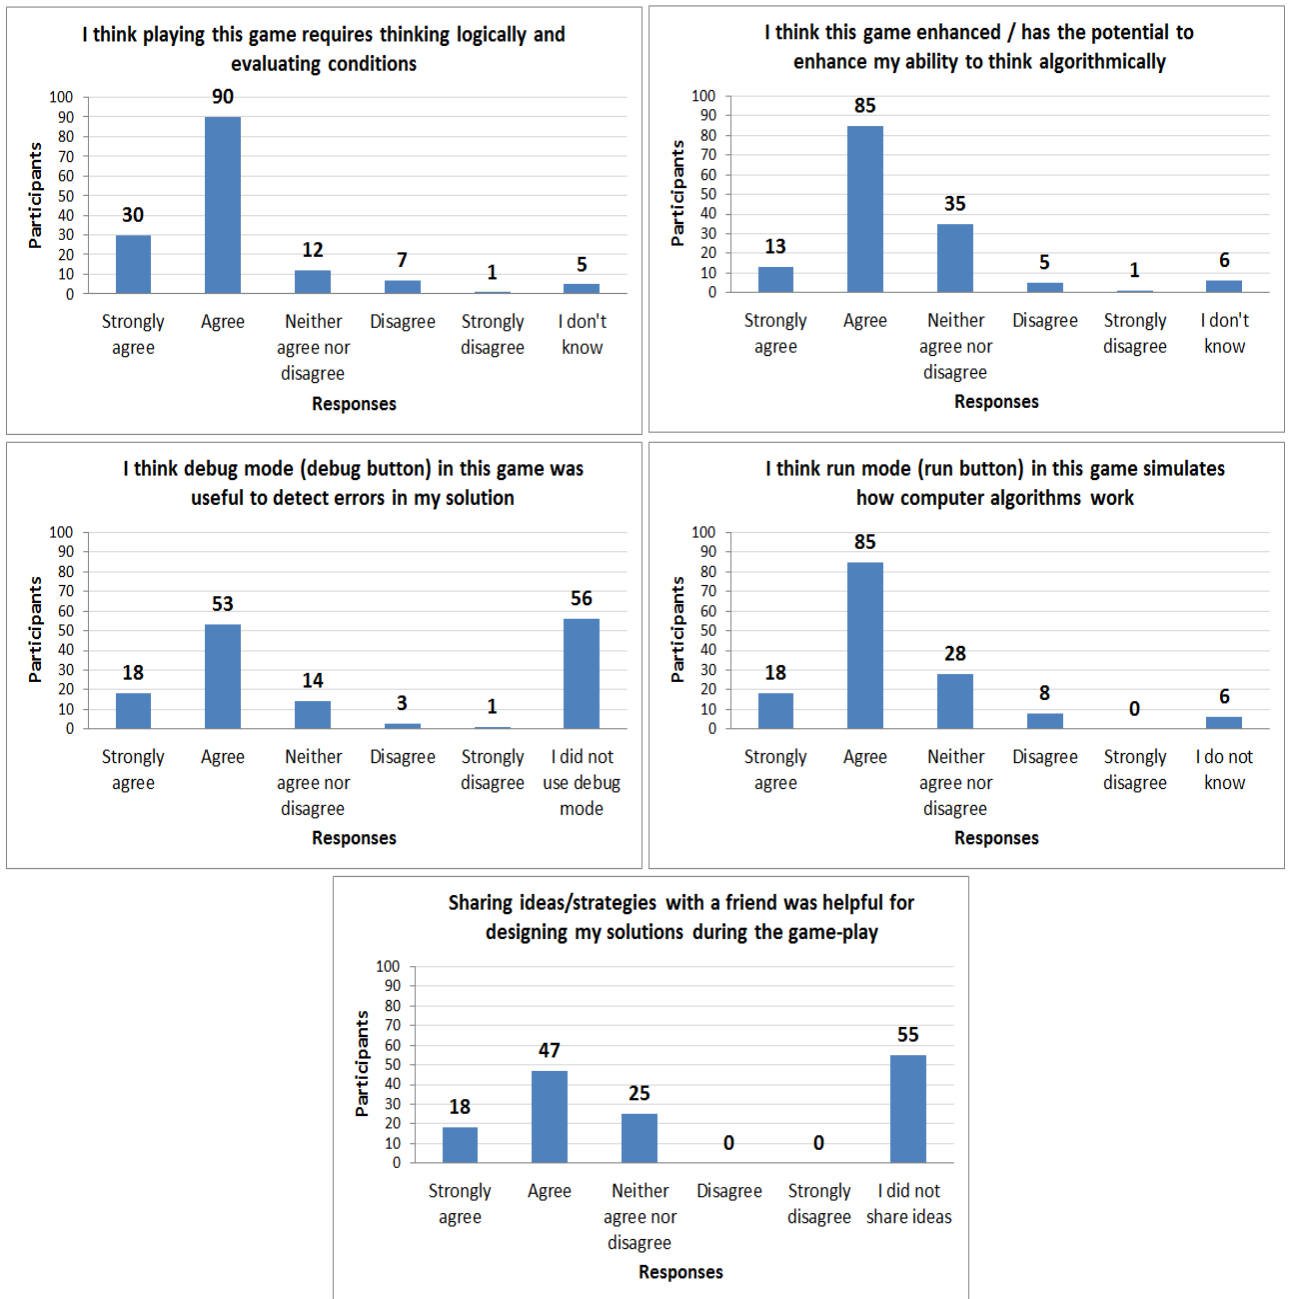 I think playing this game requires thinking logically and
evaluating conditions
100
90
80
70
60
50
40
30
20
10
0
Participants
30
90
12
7
1
5
Strongly agree
Agree
Neither agree nor disagree
Disagree
Strongly disagree
I don't know
Responses
I think this game enhanced / has the potential to
enhance my ability to think algorithmically
100
90
80
70
60
50
40
30
20
10
0
Participants
13
85
35
5
1
6
Strongly agree
Agree
Neither agree nor disagree
Disagree
Strongly disagree
I don't know
Responses
I think debug mode (debug button) in this game was
useful to detect errors in my solution
100
90
80
70
60
50
40
30
20
10
0
Participants
18
53
14
3
1
56
Strongly agree
Agree
Neither agree nor disagree
Disagree
Strongly disagree
I did not use debug mode
Responses
I think run mode (run button) in this game simulates
how computer algorithms work
100
90
80
70
60
50
40
30
20
10
0
Participants
18
85
28
8
0
6
Strongly agree
Agree
Neither agree nor disagree
Disagree
Strongly disagree
I do not know
Responses
Sharing ideas/strategies with a friend was helpful for
designing my solutions during the game-play
100
90
80
70
60
50
40
30
20
10
0
Participants
18
47
25
0
0
55
Strongly agree
Agree
Neither agree nor disagree
Disagree
Strongly disagree
I did not share ideas
Responses